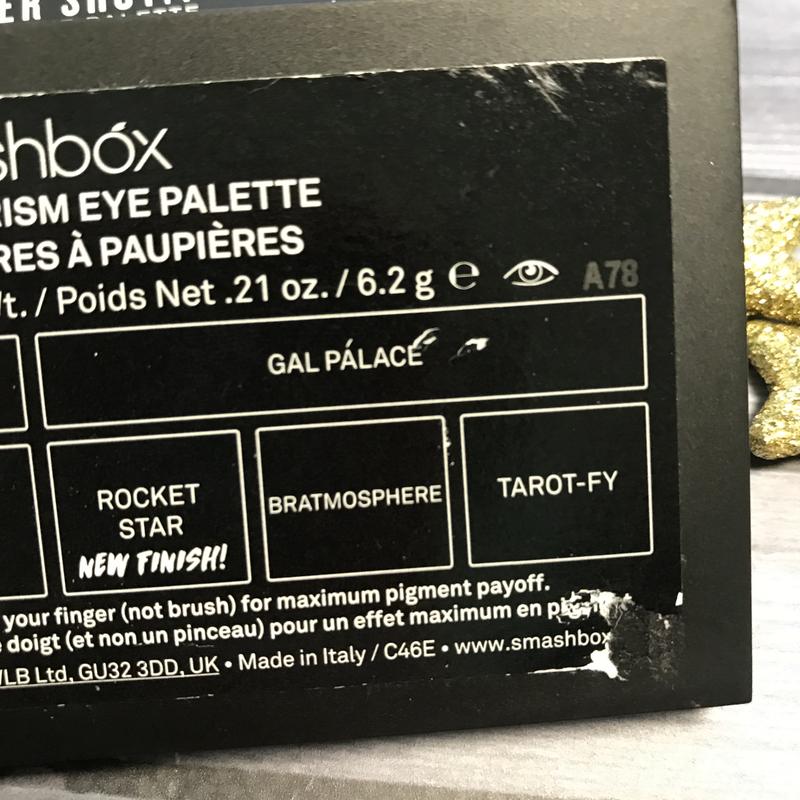 shbóx
RISM EYE PALETTE
RES À PAUPIÈRES
t. / Poids Net .21 oz. / 6.2 g ℮ A78
GAL PÁLACE
ROCKET
STAR
NEW FINISH!
BRATMOSPHERE
TAROT-FY
your finger (not brush) for maximum pigment payoff.
doigt (et non un pinceau) pour un effet maximum en
LB Ltd, GU32 3DD, UK • Made in Italy / C46E • www.smashbox